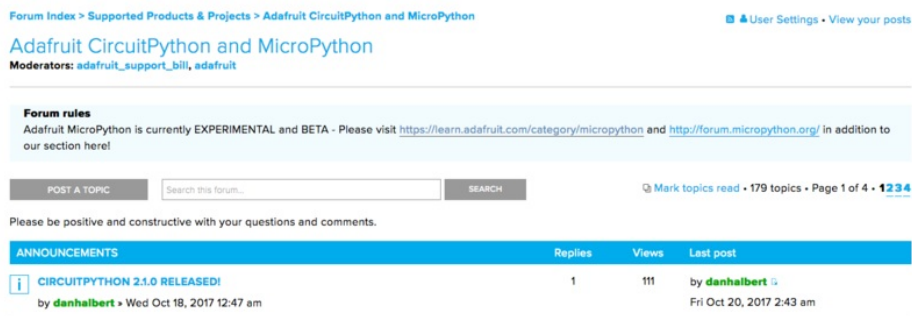 Forum Index > Supported Products & Projects > Adafruit CircuitPython and MicroPython
User Settings • View your posts
Adafruit CircuitPython and MicroPython
Moderators: adafruit_support_bill, adafruit
Forum rules
Adafruit MicroPython is currently EXPERIMENTAL and BETA - Please visit https://learn.adafruit.com/category/micropython and http://forum.micropython.org/ in addition to
our section here!
POST A TOPIC
Search this forum...
SEARCH
Mark topics read • 179 topics • Page 1 of 4 • 1 2 3 4
Please be positive and constructive with your questions and comments.
ANNOUNCEMENTS Replies Views Last post
CIRCUITPYTHON 2.1.0 RELEASED! 1 111 by danhalbert
by danhalbert » Wed Oct 18, 2017 12:47 am Fri Oct 20, 2017 2:43 am